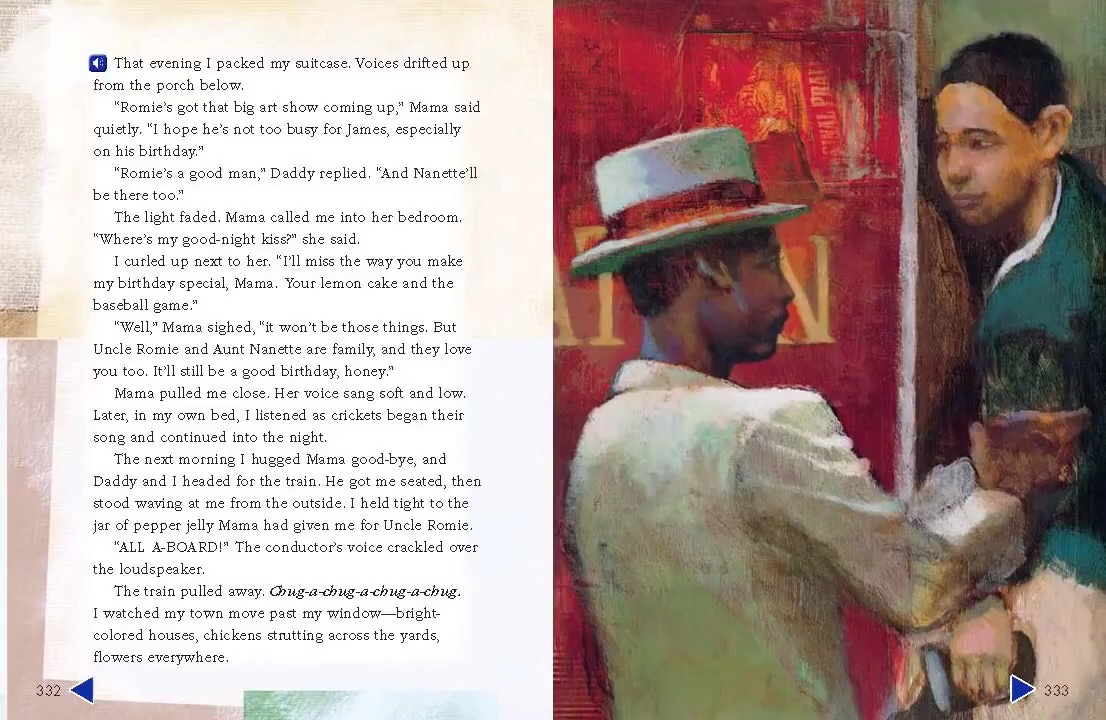 That evening I packed my suitcase. Voices drifted up
from the porch below.
“Romie’s got that big art show coming up,” Mama said
quietly. “I hope he’s not too busy for James, especially
on his birthday.”
“Romie’s a good man,” Daddy replied. “And Nanette’ll
be there too.”
The light faded. Mama called me into her bedroom.
“Where’s my good-night kiss?” she said.
I curled up next to her. “I’ll miss the way you make
my birthday special, Mama. Your lemon cake and the
baseball game.”
“Well,” Mama sighed, “it won’t be those things. But
Uncle Romie and Aunt Nanette are family, and they love
you too. It’ll still be a good birthday, honey.”
Mama pulled me close. Her voice sang soft and low.
Later, in my own bed, I listened as crickets began their
song and continued into the night.
The next morning I hugged Mama good-bye, and
Daddy and I headed for the train. He got me seated, then
stood waving at me from the outside. I held tight to the
jar of pepper jelly Mama had given me for Uncle Romie.
“ALL A-BOARD!” The conductor’s voice crackled over
the loudspeaker.
The train pulled away. Chug-a-chug-a-chug-a-chug.
I watched my town move past my window—bright-
colored houses, chickens strutting across the yards,
flowers everywhere.
332
AIN
333